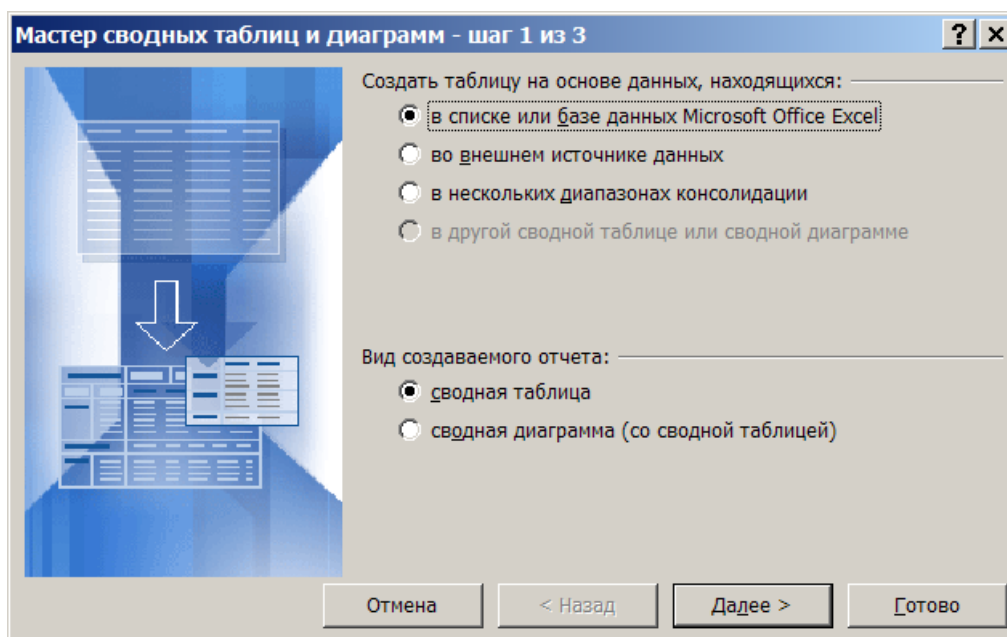 Мастер сводных таблиц и диаграмм - шаг 1 из 3
Создать таблицу на основе данных, находящихся:
в списке или базе данных Microsoft Office Excel
во внешнем источнике данных
в нескольких диапазонах консолидации
в другой сводной таблице или сводной диаграмме
Вид создаваемого отчета:
сводная таблица
сводная диаграмма (со сводной таблицей)
Отмена < Назад Далее > Готово